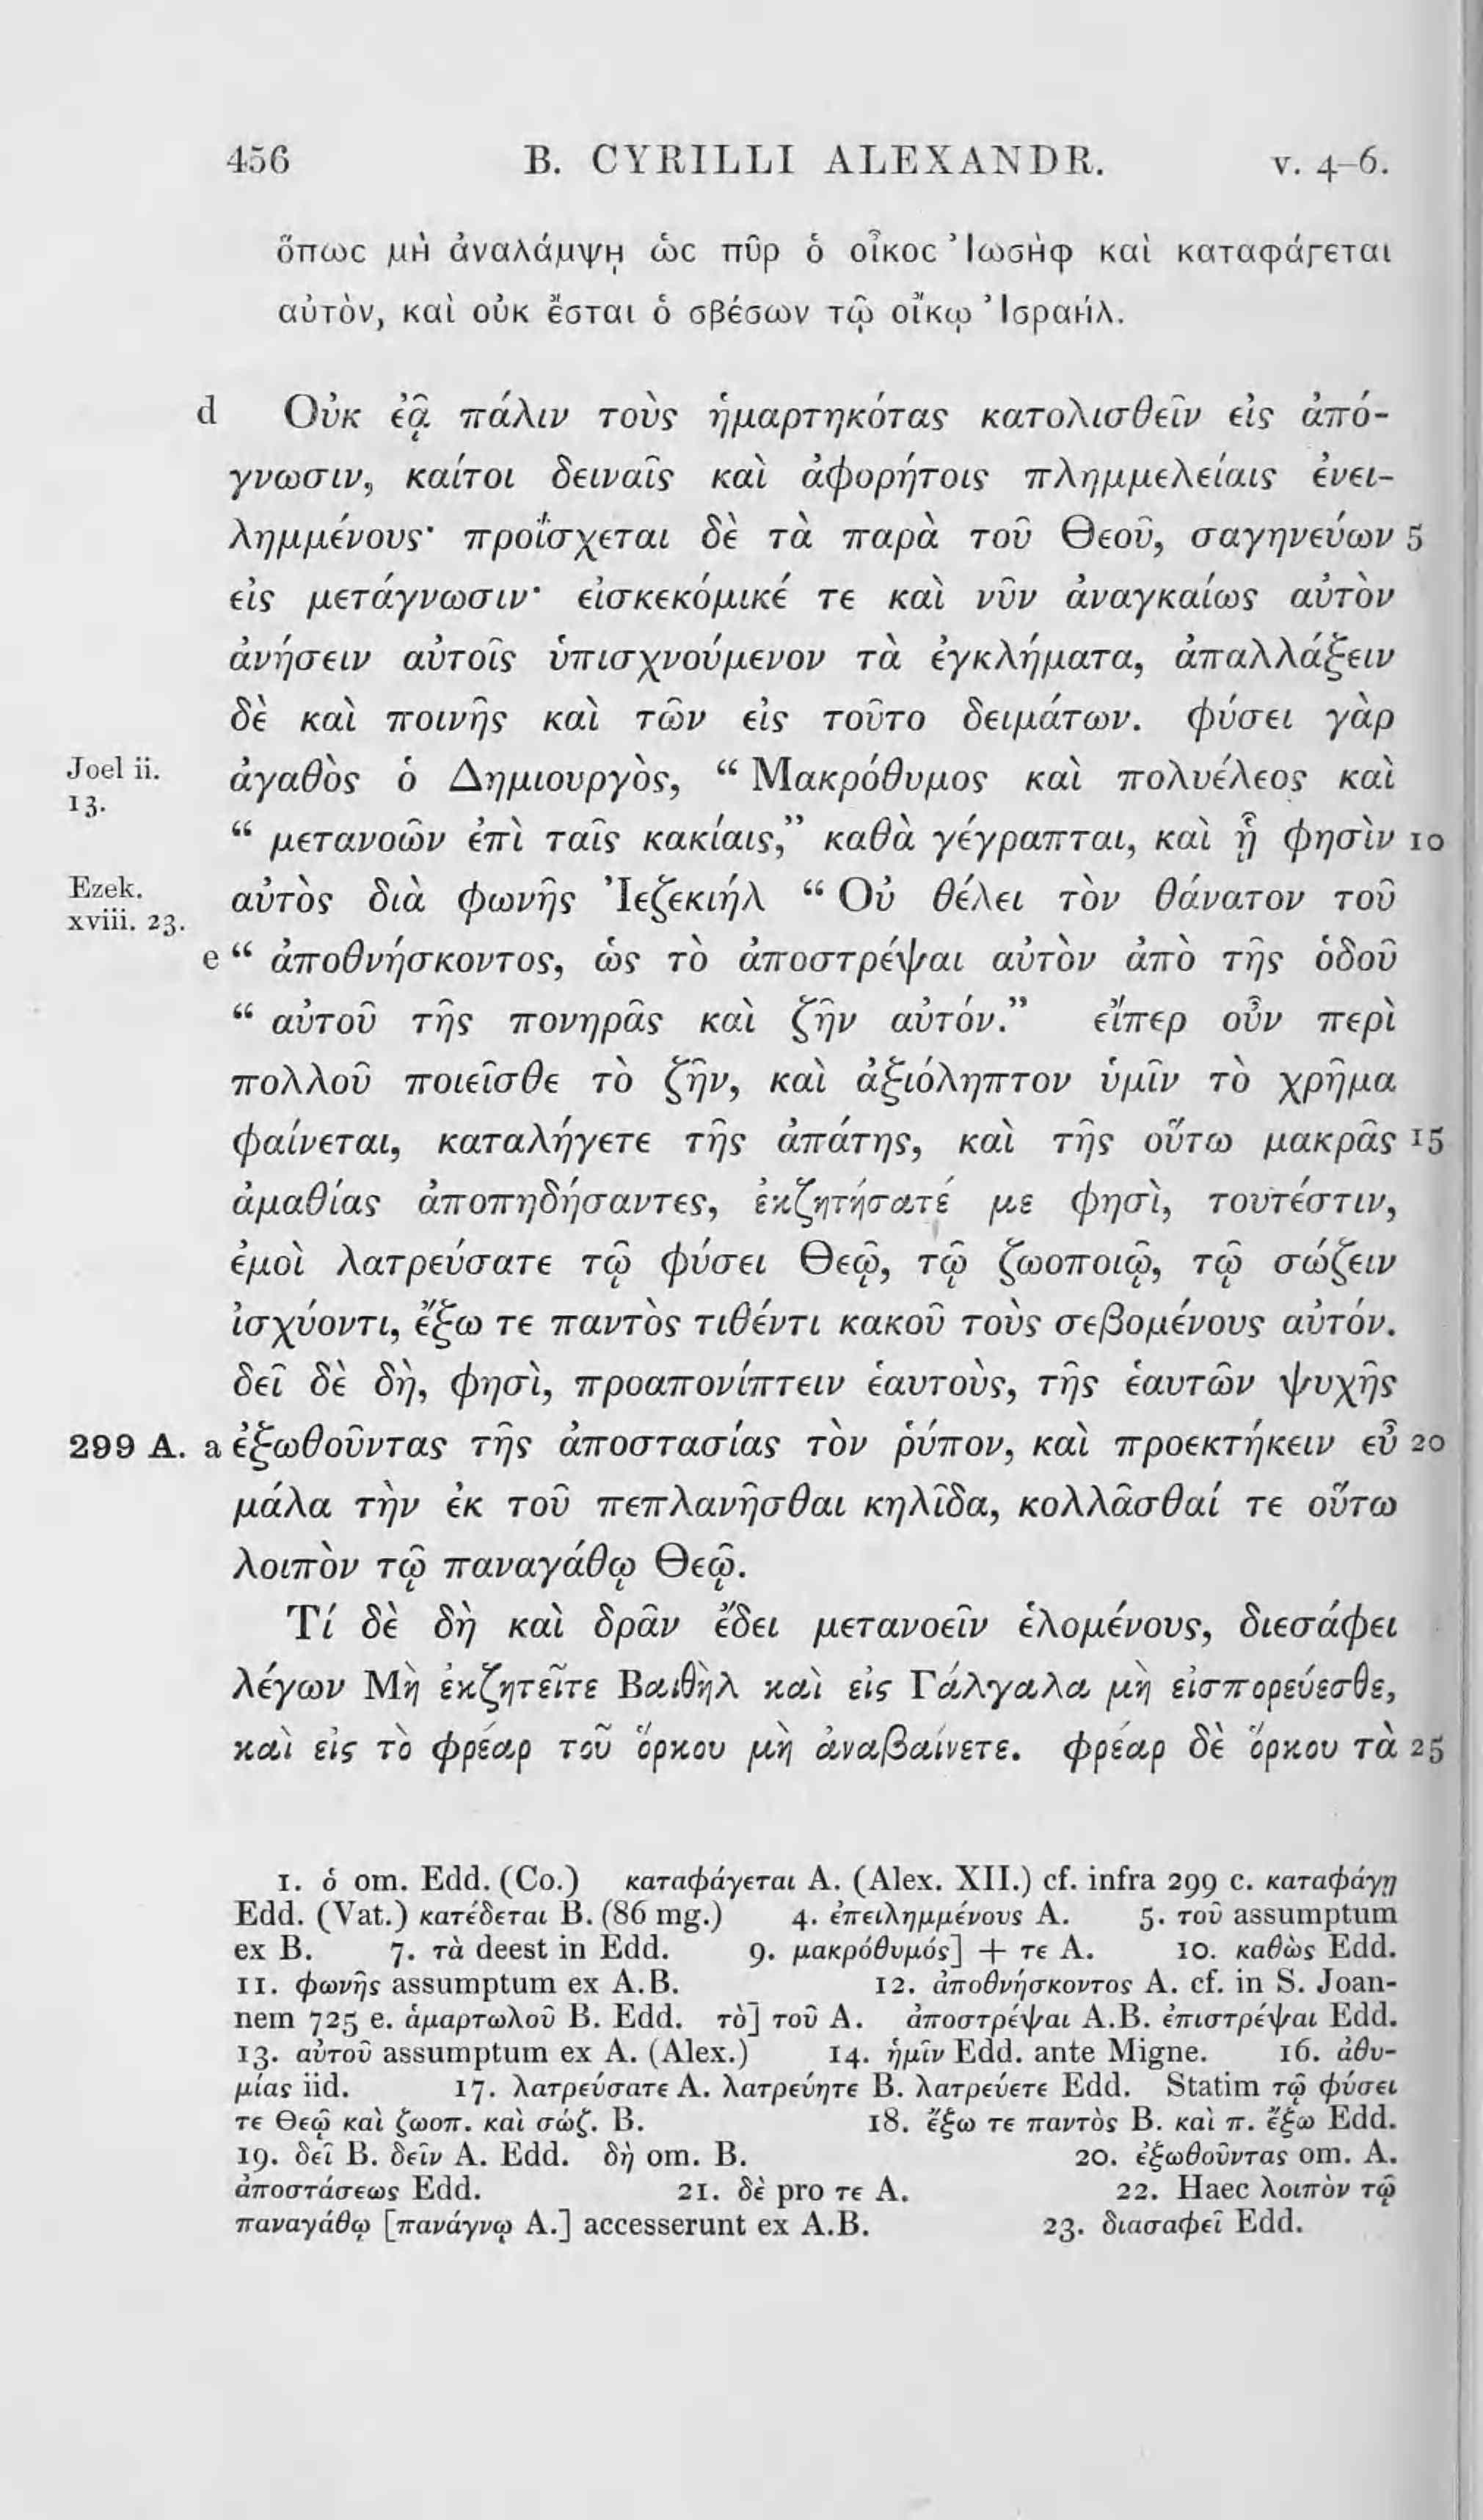 456 B. CYRILLI ALEXANDR. v. 4–6.
ὅπως μὴ ἀναλάμψῃ ὡς πῦρ ὁ οἶκος Ἰωσὴφ καὶ καταφάγεται
αὐτὸν, καὶ οὐκ ἔσται ὁ σβέσων τῷ οἴκῳ Ἰσραήλ.
d Οὐκ ἐᾷ πάλιν τοὺς ἡμαρτηκότας κατολισθεῖν εἰς ἀπό-
γνωσιν, καίτοι δειναῖς καὶ ἀφορήτοις πλημμελείαις ἐνει-
λημμένους· προΐσχεται δὲ τὰ παρὰ τοῦ Θεοῦ, σαγηνεύων 5
εἰς μετάγνωσιν· εἰσκεκόμικέ τε καὶ νῦν ἀναγκαίως αὐτὸν
ἀνήσειν αὐτοῖς ὑπισχνούμενον τὰ ἐγκλήματα, ἀπαλλάξειν
δὲ καὶ ποινῆς καὶ τῶν εἰς τοῦτο δειμάτων. φύσει γὰρ
Joel ii. ἀγαθὸς ὁ Δημιουργὸς, “ Μακρόθυμος καὶ πολυέλεος καὶ
13.
“ μετανοῶν ἐπὶ ταῖς κακίαις,” καθὰ γέγραπται, καὶ ᾗ φησὶν 10
Ezek. αὐτὸς διὰ φωνῆς Ἰεζεκιήλ “ Οὐ θέλει τὸν θάνατον τοῦ
xviii. 23.
e “ ἀποθνήσκοντος, ὡς τὸ ἀποστρέψαι αὐτὸν ἀπὸ τῆς ὁδοῦ
“ αὐτοῦ τῆς πονηρᾶς καὶ ζῆν αὐτόν.” εἴπερ οὖν περὶ
πολλοῦ ποιεῖσθε τὸ ζῆν, καὶ ἀξιόληπτον ὑμῖν τὸ χρῆμα
φαίνεται, καταλήγετε τῆς ἀπάτης, καὶ τῆς οὕτω μακρᾶς 15
ἀμαθίας ἀποπηδήσαντες, ἐκζητήσατέ με φησὶ, τουτέστιν,
ἐμοὶ λατρεύσατε τῷ φύσει Θεῷ, τῷ ζωοποιῷ, τῷ σώζειν
ἰσχύοντι, ἔξω τε παντὸς τιθέντι κακοῦ τοὺς σεβομένους αὐτόν.
δεῖ δὲ δὴ, φησὶ, προαπονίπτειν ἑαυτοὺς, τῆς ἑαυτῶν ψυχῆς
299 A. a ἐξωθοῦντας τῆς ἀποστασίας τὸν ῥύπον, καὶ προεκτήκειν εὖ 20
μάλα τὴν ἐκ τοῦ πεπλανῆσθαι κηλῖδα, κολλᾶσθαί τε οὕτω
λοιπὸν τῷ παναγάθῳ Θεῷ.
Τί δὲ δὴ καὶ δρᾶν ἔδει μετανοεῖν ἑλομένους, διεσάφει
λέγων Μὴ ἐκζητεῖτε Βαιθὴλ καὶ εἰς Γάλγαλα μὴ εἰσπορεύεσθε,
καὶ εἰς τὸ φρέαρ τοῦ ὅρκου μὴ ἀναβαίνετε. φρέαρ δὲ ὅρκου τὰ 25
1. ὁ om. Edd. (Co.) καταφάγεται A. (Alex. XII.) cf. infra 299 c. καταφάγῃ
Edd. (Vat.) κατέδεται B. (86 mg.) 4. ἐπειλημμένους A. 5. τοῦ assumptum
ex B. 7. τὰ deest in Edd. 9. μακρόθυμός] + τε A. 10. καθὼς Edd.
11. φωνῆς assumptum ex A.B. 12. ἀποθνήσκοντος A. cf. in S. Joan-
nem 725 e. ἁμαρτωλοῦ B. Edd. τὸ] τοῦ A. ἀποστρέψαι A.B. ἐπιστρέψαι Edd.
13. αὐτοῦ assumptum ex A. (Alex.) 14. ἡμῖν Edd. ante Migne. 16. ἀθυ-
μίας iid. 17. λατρεύσατε A. λατρεύητε B. λατρεύετε Edd. Statim τῷ φύσει
τε Θεῷ καὶ ζωοπ. καὶ σώζ. B. 18. ἔξω τε παντὸς B. καὶ π. ἔξω Edd.
19. δεῖ B. δεῖν A. Edd. δὴ om. B. 20. ἐξωθοῦντας om. A.
ἀποστάσεως Edd. 21. δὲ pro τε A. 22. Haec λοιπὸν τῷ
παναγάθῳ [πανάγνῳ A.] accesserunt ex A.B. 23. διασαφεῖ Edd.